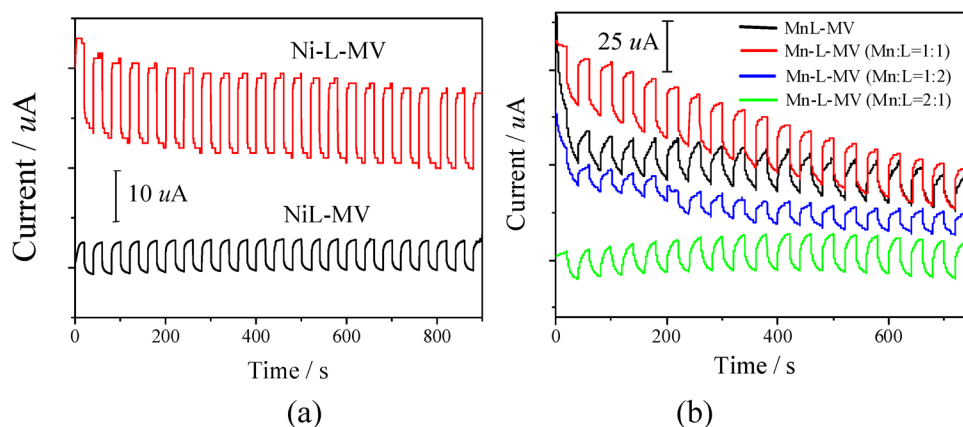 Current / uA
Ni-L-MV
10 uA
NiL-MV
0 200 400 600 800
Time / s
(a)
Current / uA
25 uA
MnL-MV
Mn-L-MV (Mn:L=1:1)
Mn-L-MV (Mn:L=1:2)
Mn-L-MV (Mn:L=2:1)
0 200 400 600
Time / s
(b)